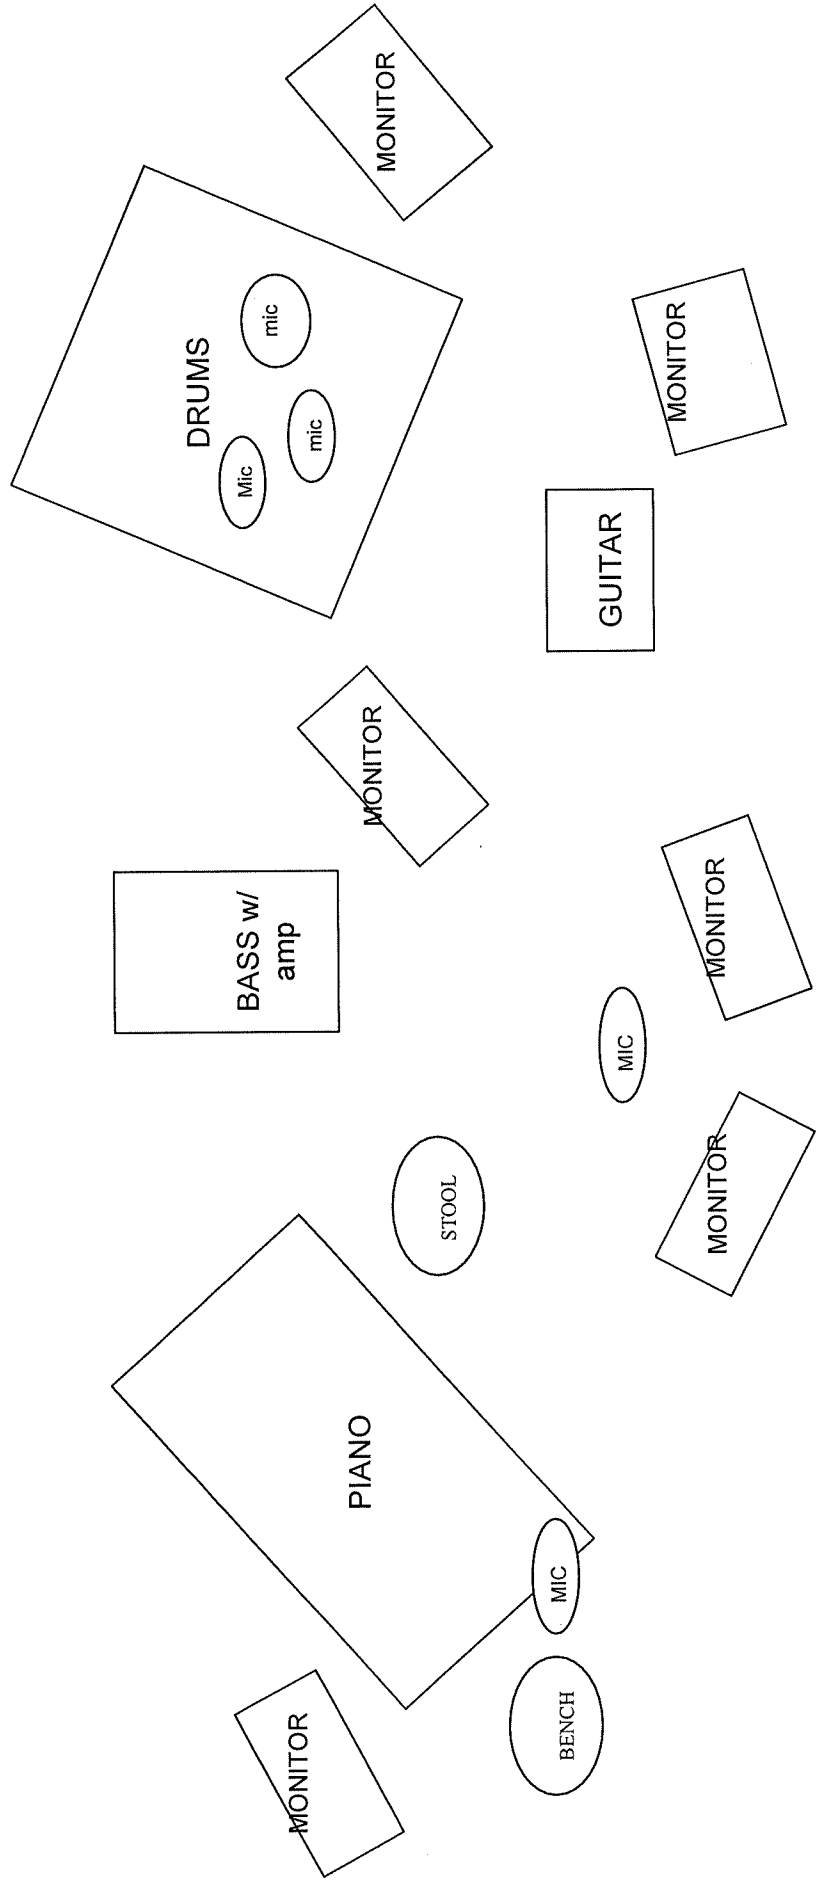 DRUMS
Mic
mic
mic
BASS w/
amp
MONITOR
PIANO
MONITOR
MONITOR
STOOL
BENCH
MIC
GUITAR
MIC
MONITOR
MONITOR
MONITOR